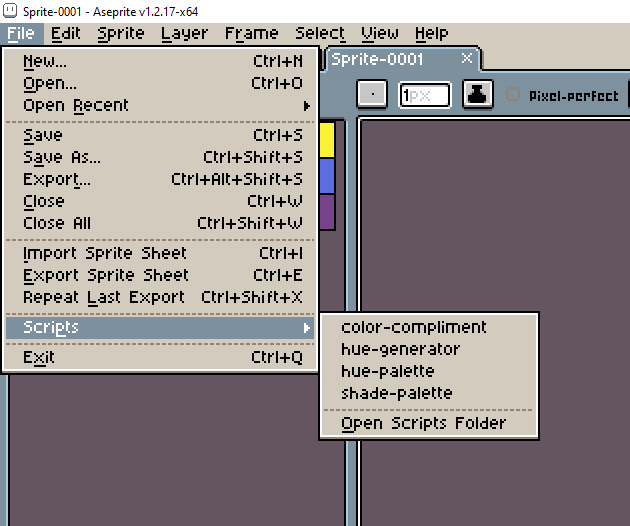 Sprite-0001 - Aseprite v1.2.17-x64
File Edit Sprite Layer Frame Select View Help
Sprite-0001
1px
Pixel-perfect
New... Ctrl+N
Open... Ctrl+O
Open Recent
Save Ctrl+S
Save As... Ctrl+Shift+S
Export... Ctrl+Alt+Shift+S
Close Ctrl+W
Close All Ctrl+Shift+W
Import Sprite Sheet Ctrl+I
Export Sprite Sheet Ctrl+E
Repeat Last Export Ctrl+Shift+X
Scripts
Exit Ctrl+Q
color-compliment
hue-generator
hue-palette
shade-palette
Open Scripts Folder